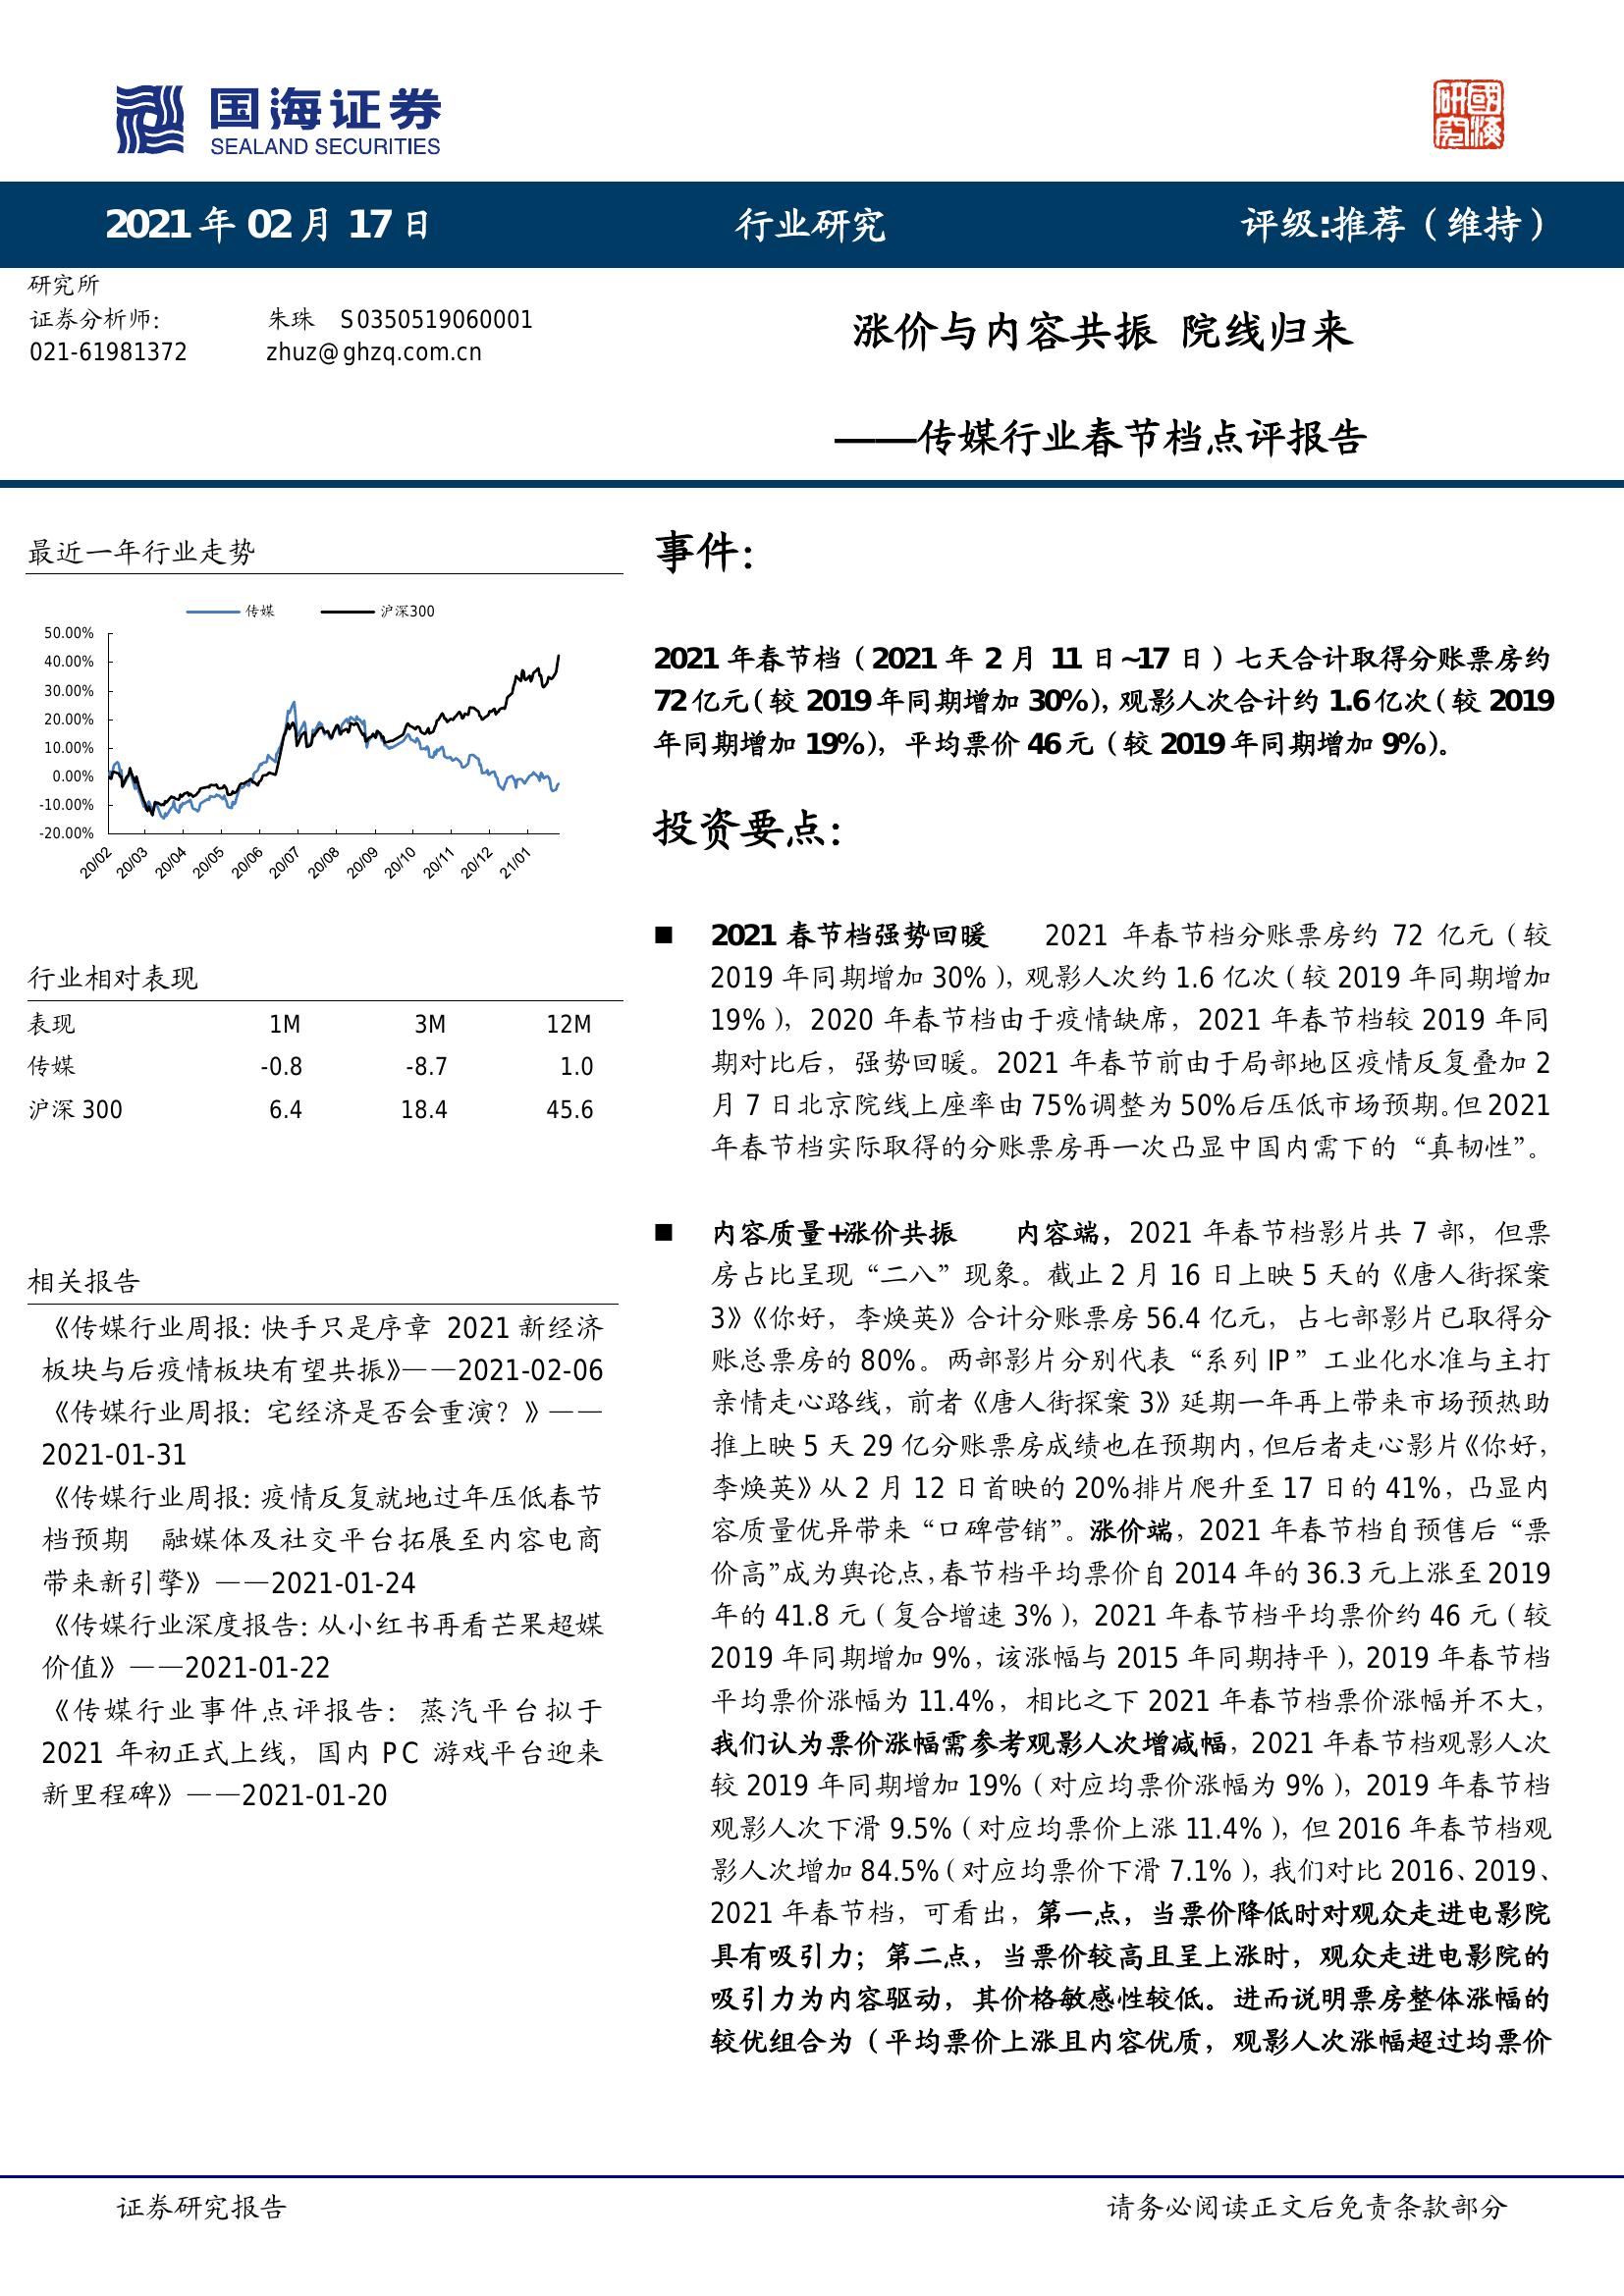 国海证券
SEALAND SECURITIES
國海研究
2021 年 02 月 17 日
行业研究
评级:推荐（维持）
研究所
证券分析师： 朱珠 S0350519060001
021-61981372 zhuz@ghzq.com.cn
涨价与内容共振 院线归来
——传媒行业春节档点评报告
最近一年行业走势
传媒 沪深300
50.00%
40.00%
30.00%
20.00%
10.00%
0.00%
-10.00%
-20.00%
20/02 20/03 20/04 20/05 20/06 20/07 20/08 20/09 20/10 20/11 20/12 21/01
行业相对表现
表现 1M 3M 12M
传媒 -0.8 -8.7 1.0
沪深 300 6.4 18.4 45.6
相关报告
《传媒行业周报：快手只是序章 2021 新经济
板块与后疫情板块有望共振》——2021-02-06
《传媒行业周报：宅经济是否会重演？》——
2021-01-31
《传媒行业周报：疫情反复就地过年压低春节
档预期 融媒体及社交平台拓展至内容电商
带来新引擎》——2021-01-24
《传媒行业深度报告：从小红书再看芒果超媒
价值》——2021-01-22
《传媒行业事件点评报告：蒸汽平台拟于
2021 年初正式上线，国内 PC 游戏平台迎来
新里程碑》——2021-01-20
事件：
2021 年春节档（2021 年 2 月 11 日~17 日）七天合计取得分账票房约
72 亿元（较 2019 年同期增加 30%），观影人次合计约 1.6 亿次（较 2019
年同期增加 19%），平均票价 46 元（较 2019 年同期增加 9%）。
投资要点：
■ 2021 春节档强势回暖 2021 年春节档分账票房约 72 亿元（较
2019 年同期增加 30%），观影人次约 1.6 亿次（较 2019 年同期增加
19%），2020 年春节档由于疫情缺席，2021 年春节档较 2019 年同
期对比后，强势回暖。2021 年春节前由于局部地区疫情反复叠加 2
月 7 日北京院线上座率由 75%调整为 50%后压低市场预期。但 2021
年春节档实际取得的分账票房再一次凸显中国内需下的“真韧性”。
■ 内容质量+涨价共振 内容端，2021 年春节档影片共 7 部，但票
房占比呈现“二八”现象。截止 2 月 16 日上映 5 天的《唐人街探案
3》《你好，李焕英》合计分账票房 56.4 亿元，占七部影片已取得分
账总票房的 80%。两部影片分别代表“系列 IP”工业化水准与主打
亲情走心路线，前者《唐人街探案 3》延期一年再上带来市场预热助
推上映 5 天 29 亿分账票房成绩也在预期内，但后者走心影片《你好，
李焕英》从 2 月 12 日首映的 20%排片爬升至 17 日的 41%，凸显内
容质量优异带来“口碑营销”。涨价端，2021 年春节档自预售后“票
价高”成为舆论点，春节档平均票价自 2014 年的 36.3 元上涨至 2019
年的 41.8 元（复合增速 3%），2021 年春节档平均票价约 46 元（较
2019 年同期增加 9%，该涨幅与 2015 年同期持平），2019 年春节档
平均票价涨幅为 11.4%，相比之下 2021 年春节档票价涨幅并不大，
我们认为票价涨幅需参考观影人次增减幅，2021 年春节档观影人次
较 2019 年同期增加 19%（对应均票价涨幅为 9%），2019 年春节档
观影人次下滑 9.5%（对应均票价上涨 11.4%），但 2016 年春节档观
影人次增加 84.5%（对应均票价下滑 7.1%），我们对比 2016、2019、
2021 年春节档，可看出，第一点，当票价降低时对观众走进电影院
具有吸引力；第二点，当票价较高且呈上涨时，观众走进电影院的
吸引力为内容驱动，其价格敏感性较低。进而说明票房整体涨幅的
较优组合为（平均票价上涨且内容优质，观影人次涨幅超过均票价
证券研究报告
请务必阅读正文后免责条款部分